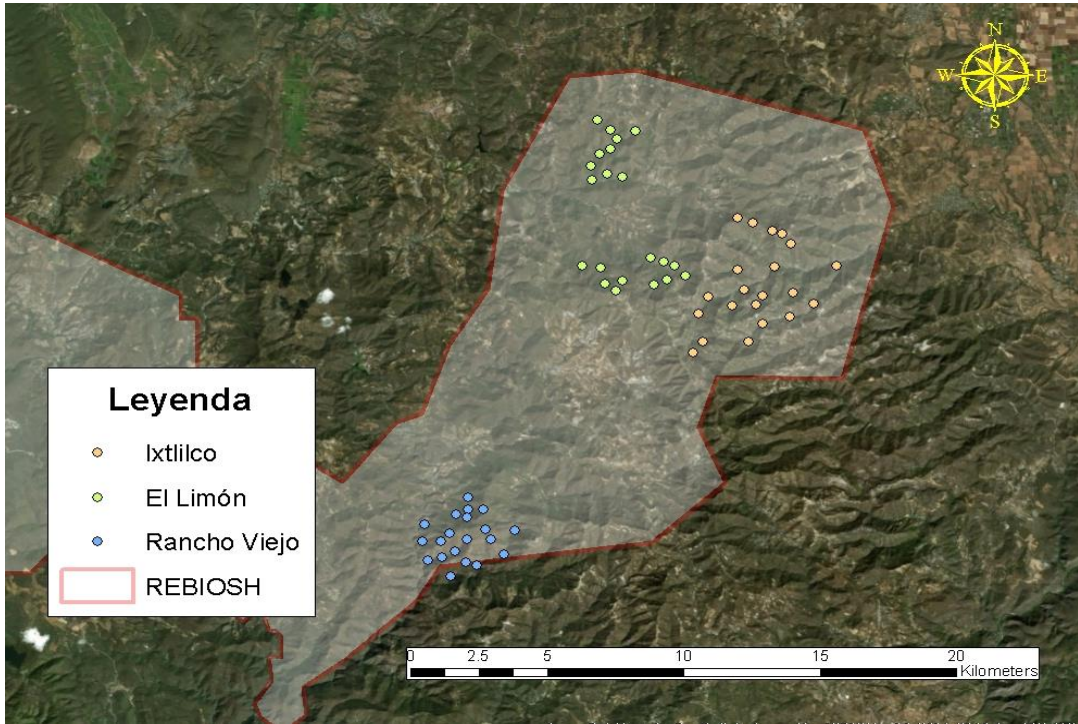 N
W E
S
Leyenda
Ixtlilco
El Limón
Rancho Viejo
REBIOSH
0 2.5 5 10 15 20
Kilometers